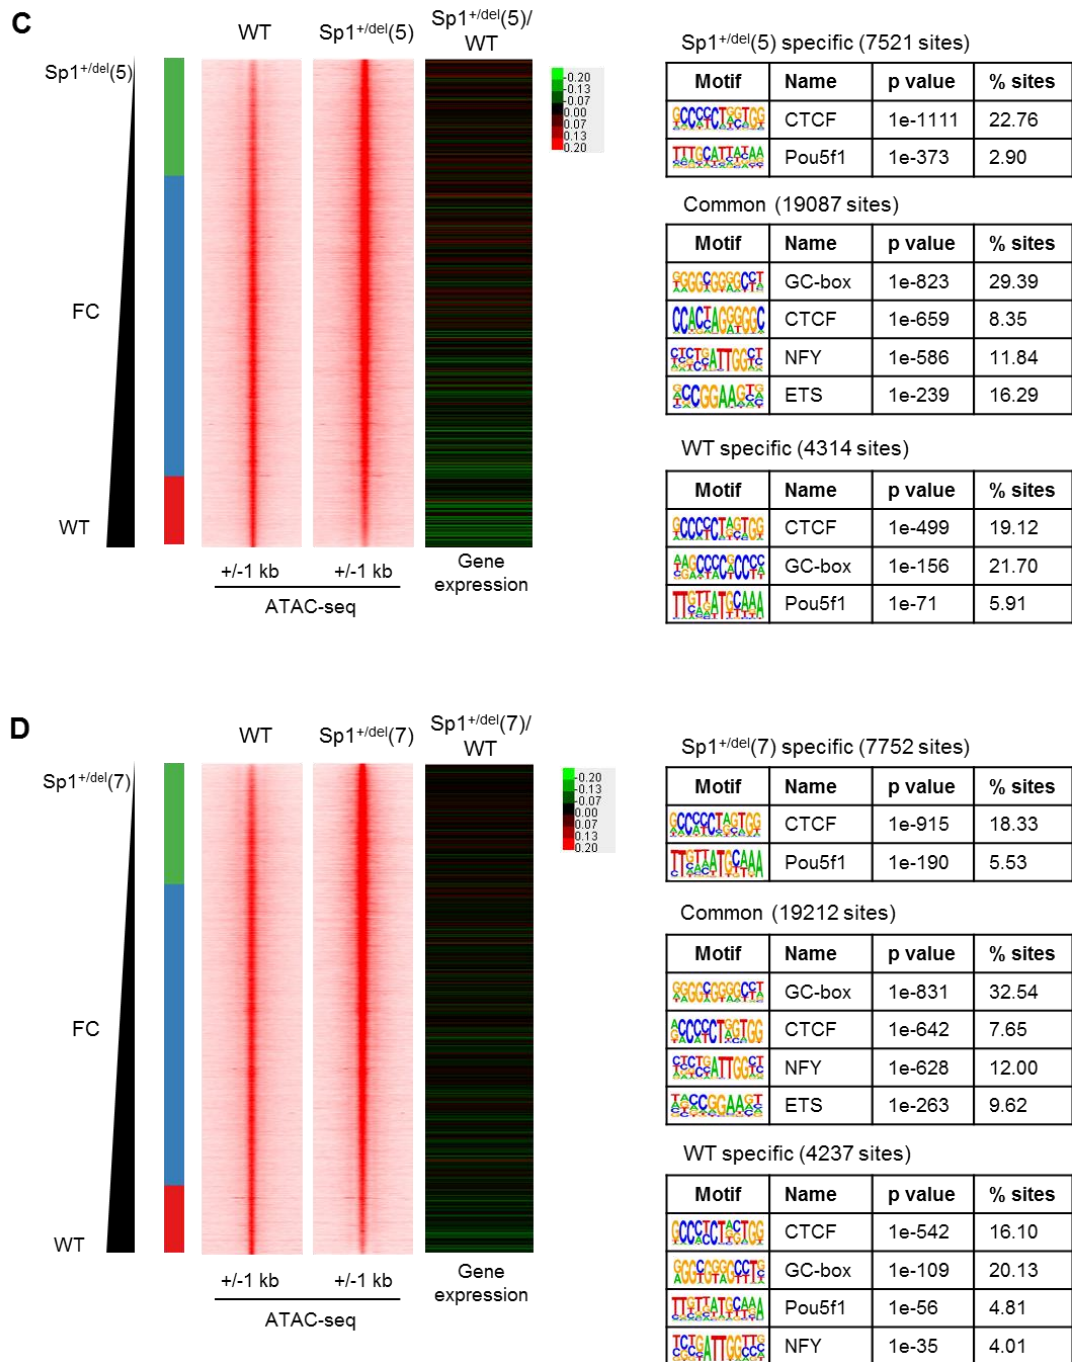 C
WT
Sp1+/del(5)
Sp1+/del(5)/
WT
Sp1+/del(5)
FC
WT
-0.20
-0.13
-0.07
0.00
0.07
0.13
0.20
+/-1 kb
+/-1 kb
ATAC-seq
Gene
expression
Sp1+/del(5) specific (7521 sites)
Motif Name p value % sites
CTCF 1e-1111 22.76
Pou5f1 1e-373 2.90
Common (19087 sites)
Motif Name p value % sites
GC-box 1e-823 29.39
CTCF 1e-659 8.35
NFY 1e-586 11.84
ETS 1e-239 16.29
WT specific (4314 sites)
Motif Name p value % sites
CTCF 1e-499 19.12
GC-box 1e-156 21.70
Pou5f1 1e-71 5.91
D
WT
Sp1+/del(7)
Sp1+/del(7)/
WT
Sp1+/del(7)
FC
WT
-0.20
-0.13
-0.07
0.00
0.07
0.13
0.20
+/-1 kb
+/-1 kb
ATAC-seq
Gene
expression
Sp1+/del(7) specific (7752 sites)
Motif Name p value % sites
CTCF 1e-915 18.33
Pou5f1 1e-190 5.53
Common (19212 sites)
Motif Name p value % sites
GC-box 1e-831 32.54
CTCF 1e-642 7.65
NFY 1e-628 12.00
ETS 1e-263 9.62
WT specific (4237 sites)
Motif Name p value % sites
CTCF 1e-542 16.10
GC-box 1e-109 20.13
Pou5f1 1e-56 4.81
NFY 1e-35 4.01